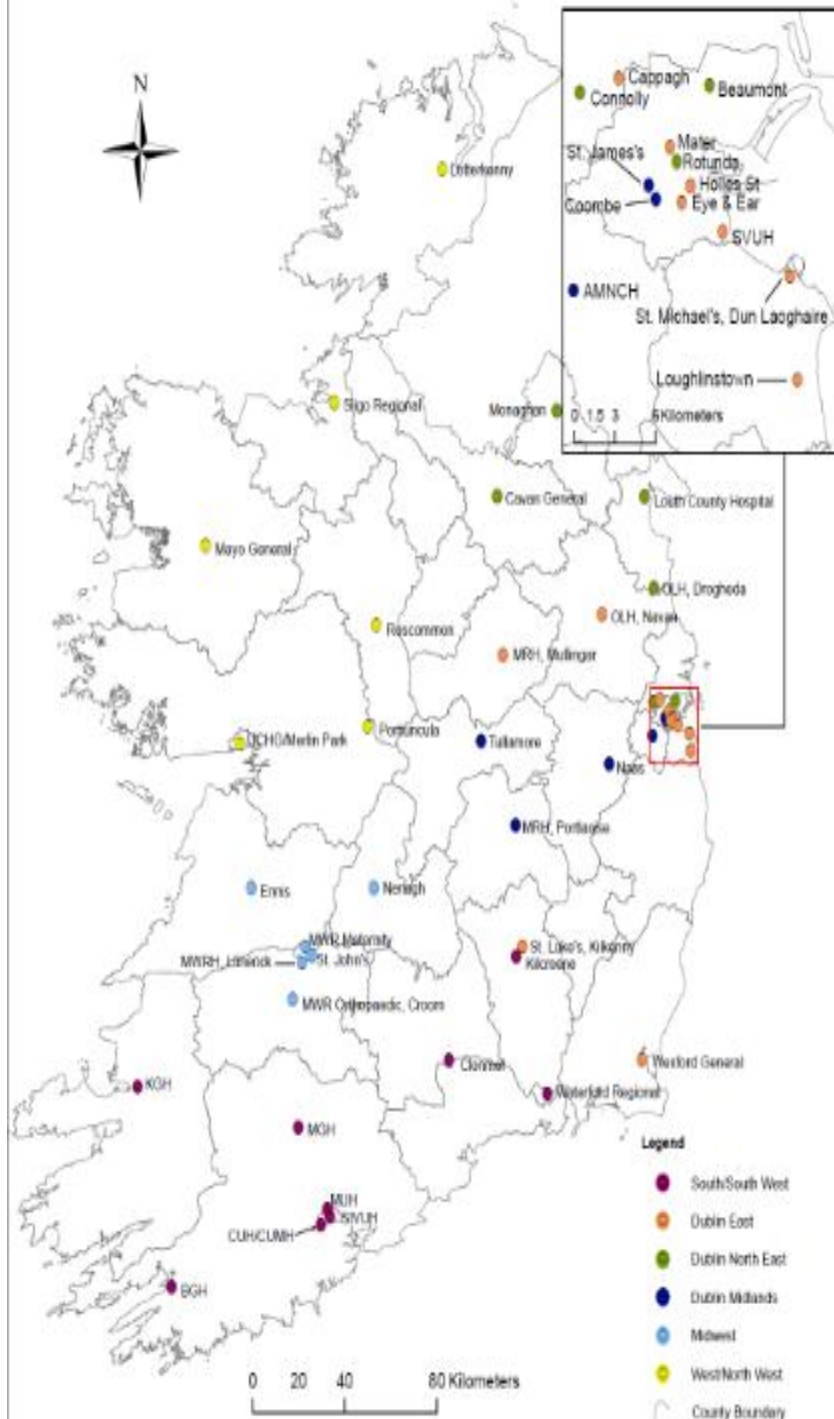 N
Cappagh
Connolly
Beaumont
Mater
St. James's
Rotunda
Holles St
Coombe
Eye & Ear
SVUH
AMNCH
St. Michael's, Dun Laoghaire
Loughlinstown
0 1.5 3 6 Kilometers
Letterkenny
Sligo Regional
Monaghan
Cavan General
Louth County Hospital
Mayo General
OLH, Drogheda
Roscommon
OLH, Navan
MRH, Mullingar
UCHG/Merlin Park
Portiuncula
Tullamore
Naas
MRH, Portlaoise
Ennis
Nenagh
MWR Maternity
St. John's
MWRH, Limerick
St. Luke's, Kilkenny
Kilcreene
MWR Orthopaedic, Croom
Clonmel
Wexford General
KGH
Waterford Regional
MGH
MUH
SIVUH
CUH/CUMH
BGH
Legend
South/South West
Dublin East
Dublin North East
Dublin Midlands
Midwest
West/North West
County Boundary
0 20 40 80 Kilometers